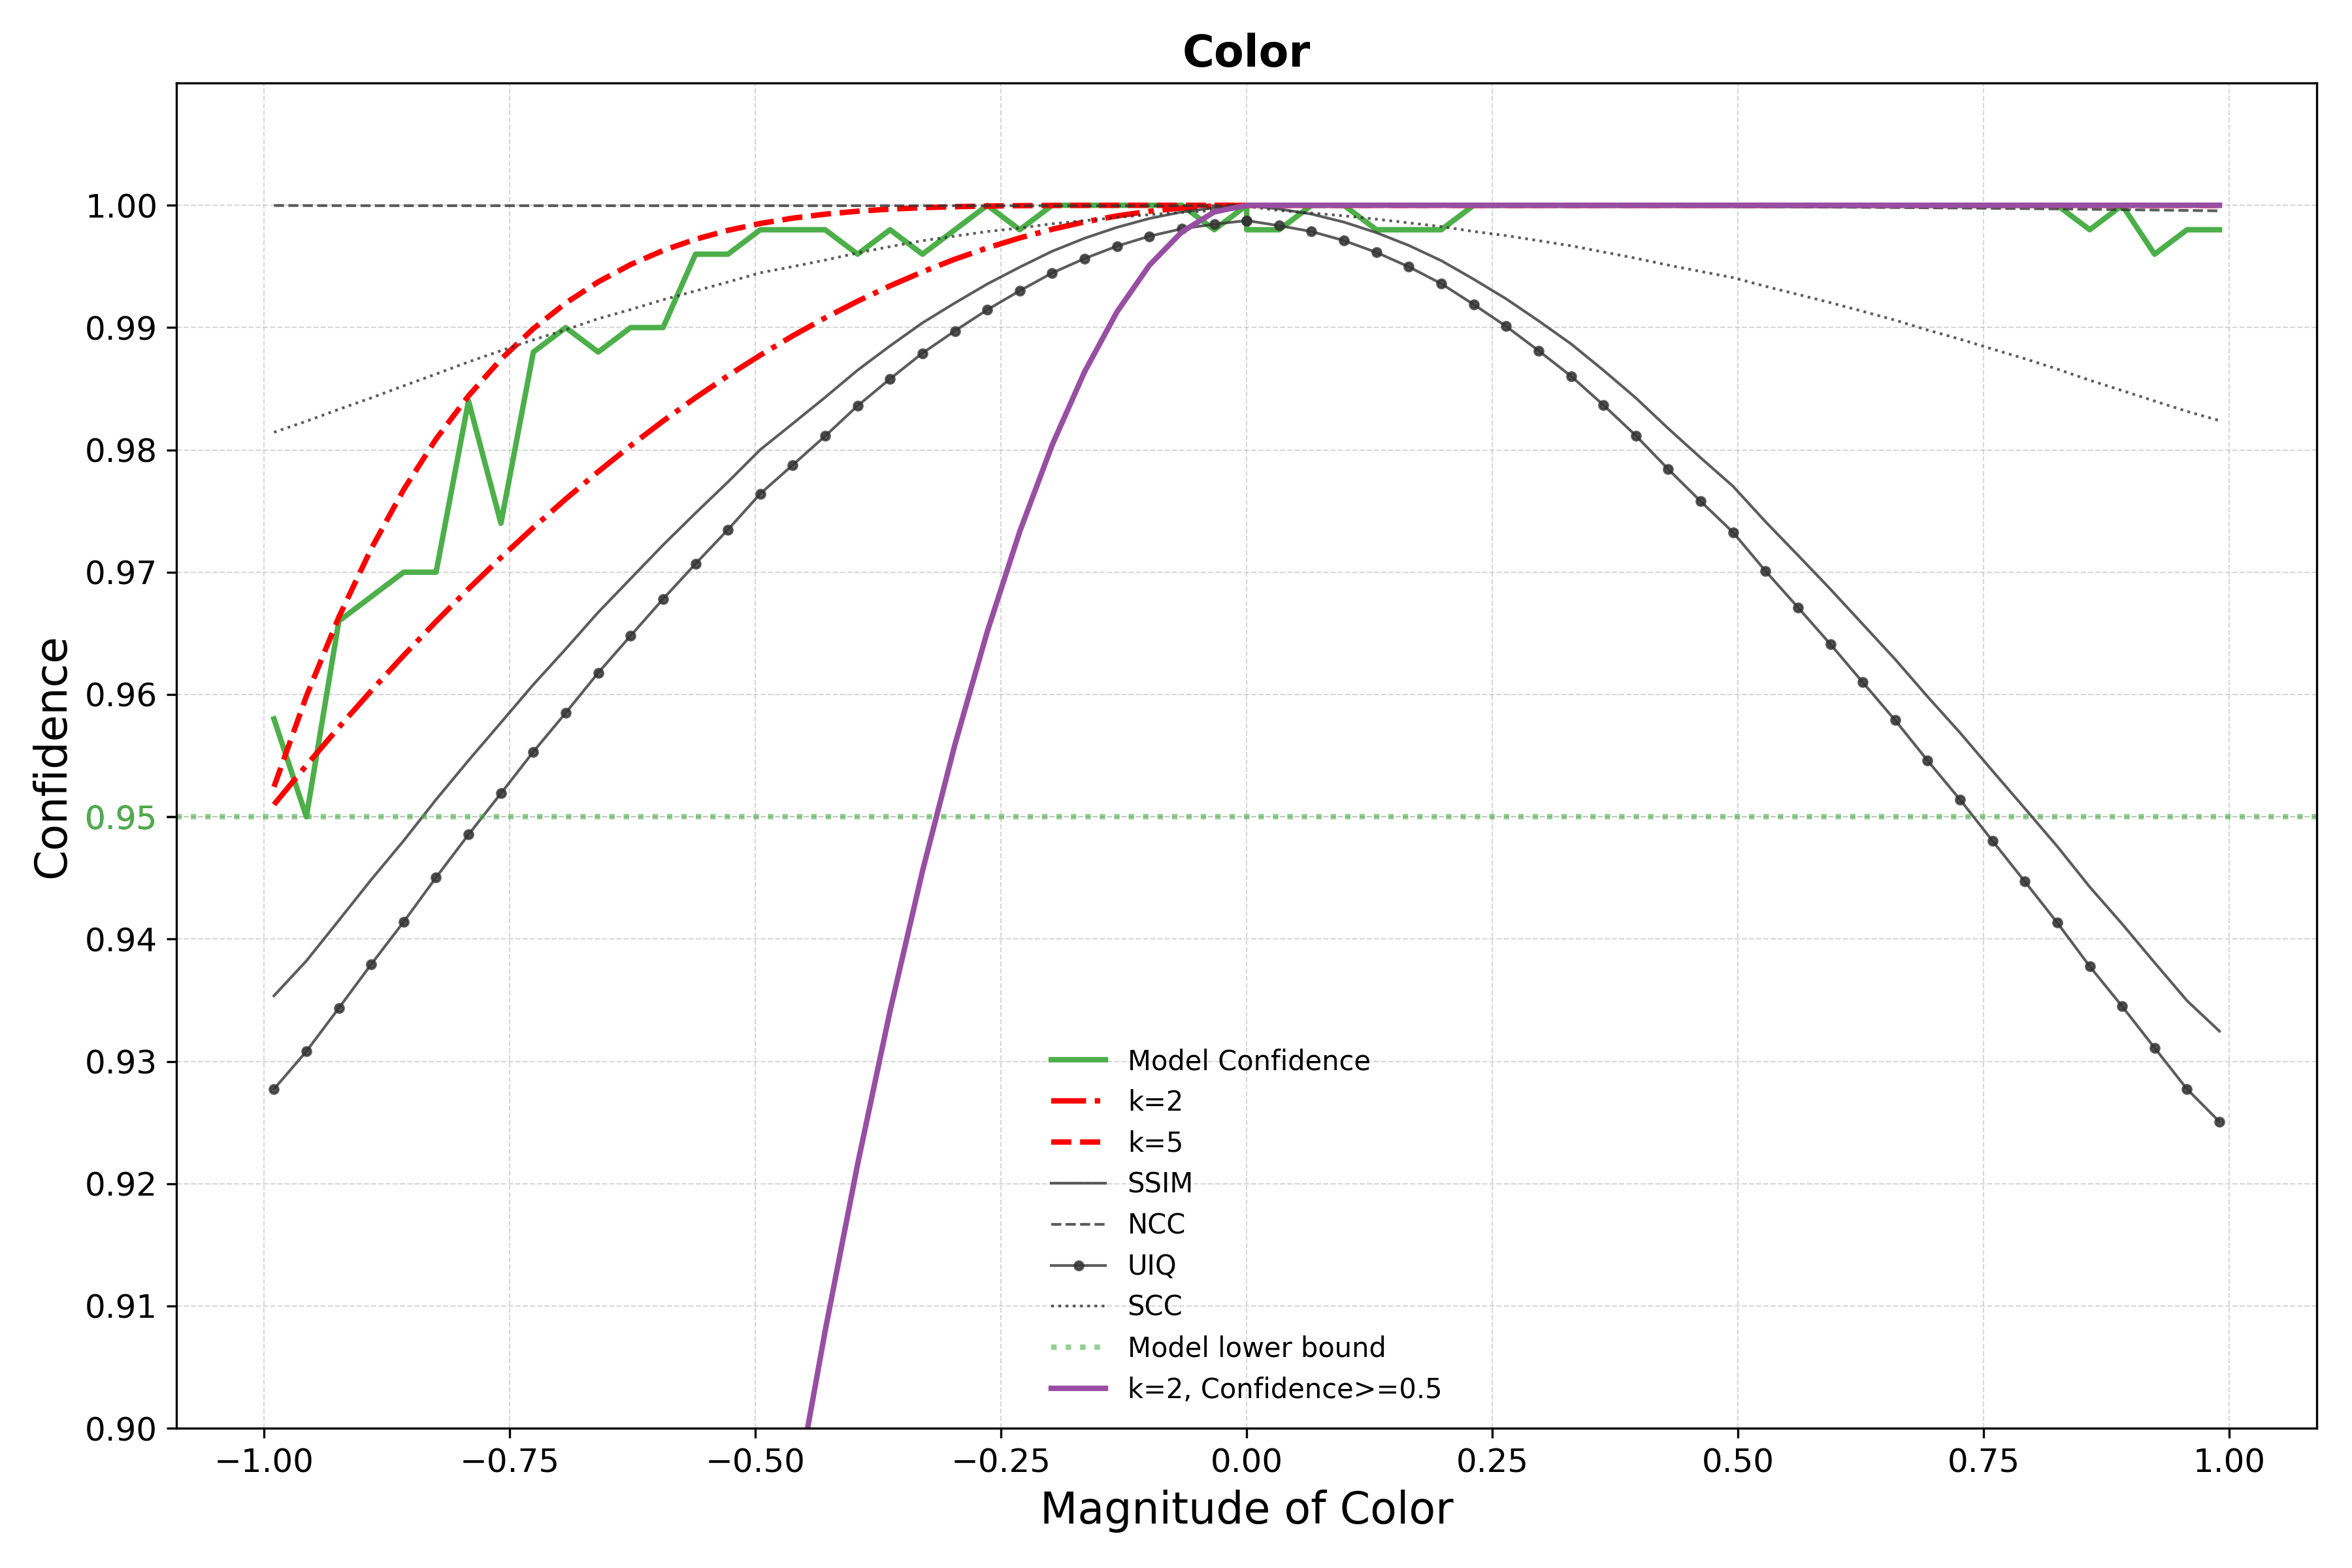 Color
Confidence
1.00
0.99
0.98
0.97
0.96
0.95
0.94
0.93
0.92
0.91
0.90
Model Confidence
k=2
k=5
SSIM
NCC
UIQ
SCC
Model lower bound
k=2, Confidence>=0.5
−1.00 −0.75 −0.50 −0.25 0.00 0.25 0.50 0.75 1.00
Magnitude of Color